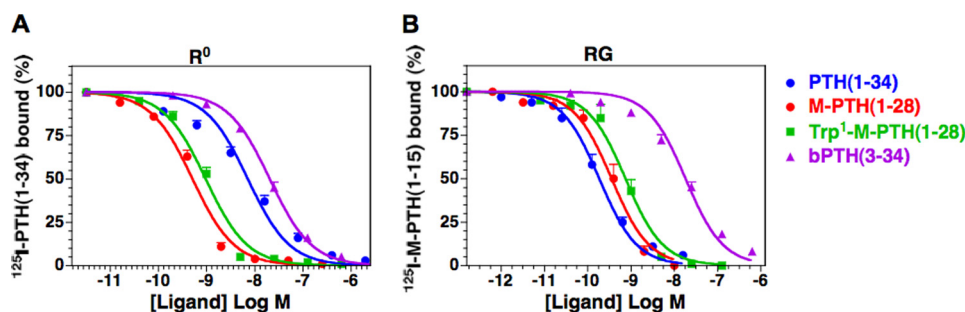 A
R⁰
¹²⁵I-PTH(1-34) bound (%)
100
75
50
25
0
-11 -10 -9 -8 -7 -6 -5
[Ligand] Log M
B
RG
¹²⁵I-M-PTH(1-15) bound (%)
100
75
50
25
0
-12 -11 -10 -9 -8 -7 -6
[Ligand] Log M
PTH(1-34)
M-PTH(1-28)
Trp¹-M-PTH(1-28)
bPTH(3-34)